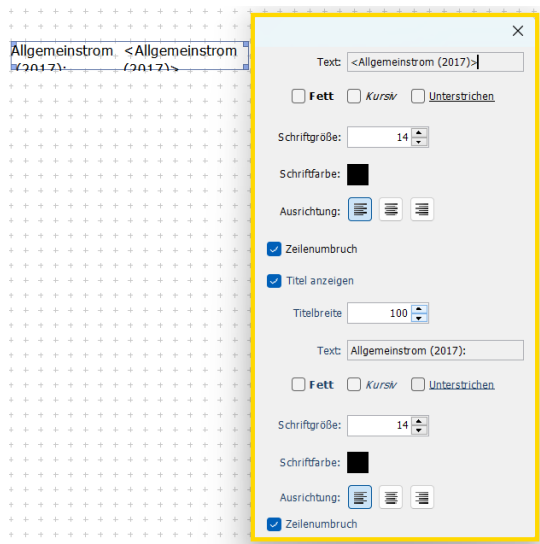 Allgemeinstrom <Allgemeinstrom
(2017): (2017)>
Text: <Allgemeinstrom (2017)>
Fett Kursiv Unterstrichen
Schriftgröße: 14
Schriftfarbe:
Ausrichtung:
Zeilenumbruch
Titel anzeigen
Titelbreite 100
Text: Allgemeinstrom (2017):
Fett Kursiv Unterstrichen
Schriftgröße: 14
Schriftfarbe:
Ausrichtung:
Zeilenumbruch